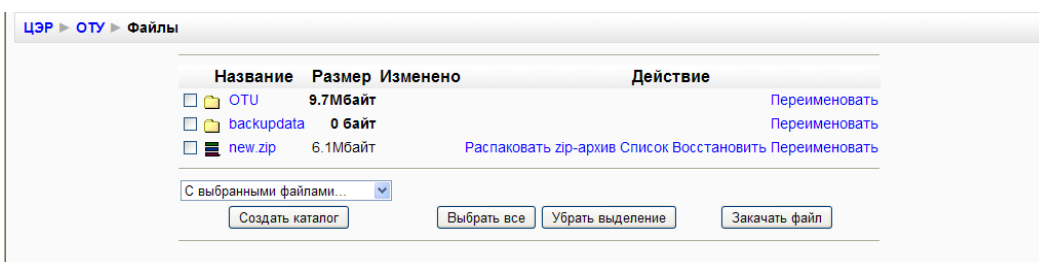 ЦЭР ► ОТУ ► Файлы
Название Размер Изменено Действие
OTU 9.7Мбайт Переименовать
backupdata 0 байт Переименовать
new.zip 6.1Мбайт Распаковать zip-архив Список Восстановить Переименовать
С выбранными файлами...
Создать каталог Выбрать все Убрать выделение Закачать файл